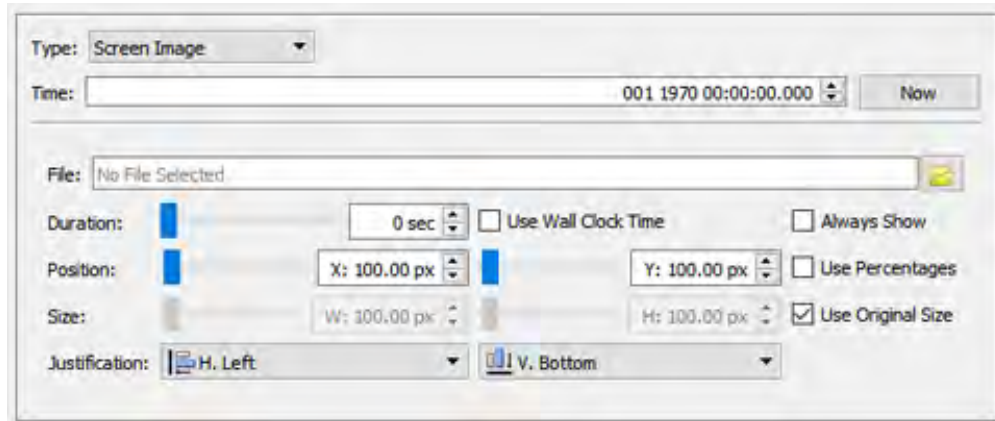 Type: Screen Image
Time: 001 1970 00:00:00.000 Now
File: No File Selected
Duration: 0 sec Use Wall Clock Time Always Show
Position: X: 100.00 px Y: 100.00 px Use Percentages
Size: W: 100.00 px H: 100.00 px Use Original Size
Justification: H. Left V. Bottom